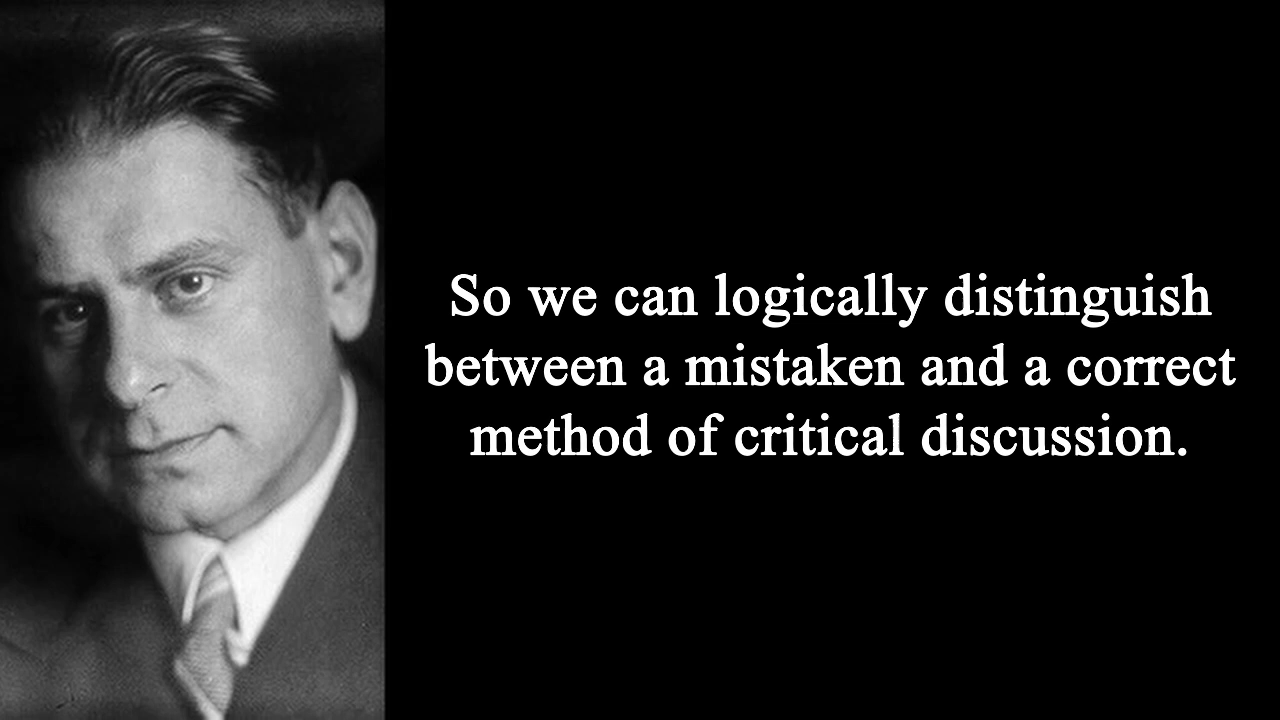 So we can logically distinguish
between a mistaken and a correct
method of critical discussion.